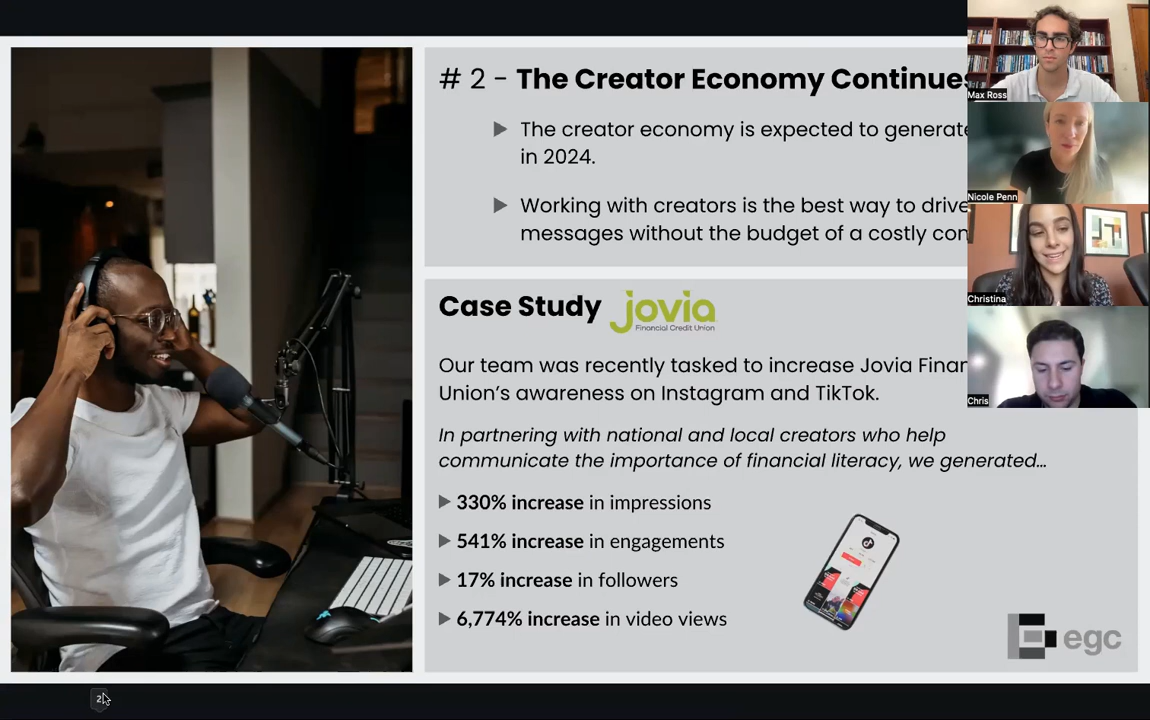 # 2 - The Creator Economy Continues
The creator economy is expected to generate
in 2024.
Working with creators is the best way to drive
messages without the budget of a costly con
Case Study jovia
Financial Credit Union
Our team was recently tasked to increase Jovia Finan
Union's awareness on Instagram and TikTok.
In partnering with national and local creators who help
communicate the importance of financial literacy, we generated...
330% increase in impressions
541% increase in engagements
17% increase in followers
6,774% increase in video views
egc
Max Ross
Nicole Penn
Christina
Chris